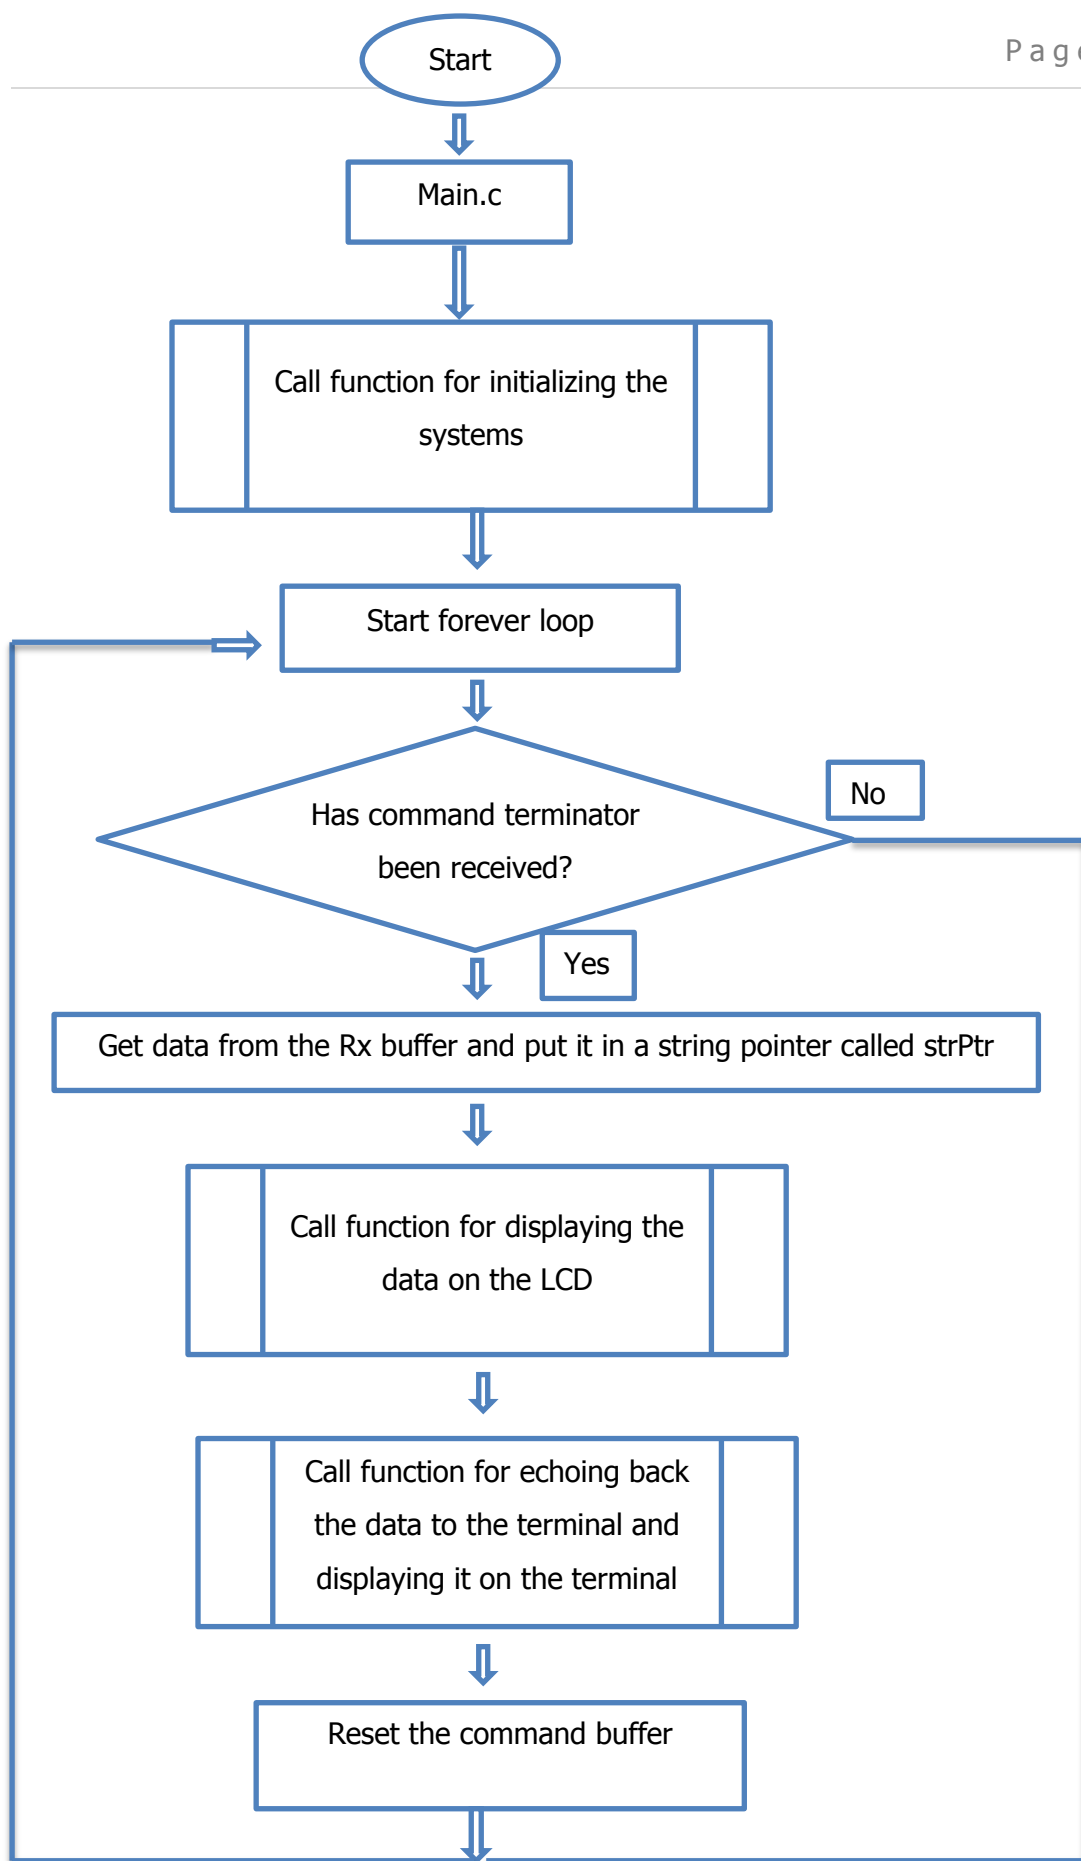 Start
Page
Main.c
Call function for initializing the
systems
Start forever loop
No
Has command terminator
been received?
Yes
Get data from the Rx buffer and put it in a string pointer called strPtr
Call function for displaying the
data on the LCD
Call function for echoing back
the data to the terminal and
displaying it on the terminal
Reset the command buffer